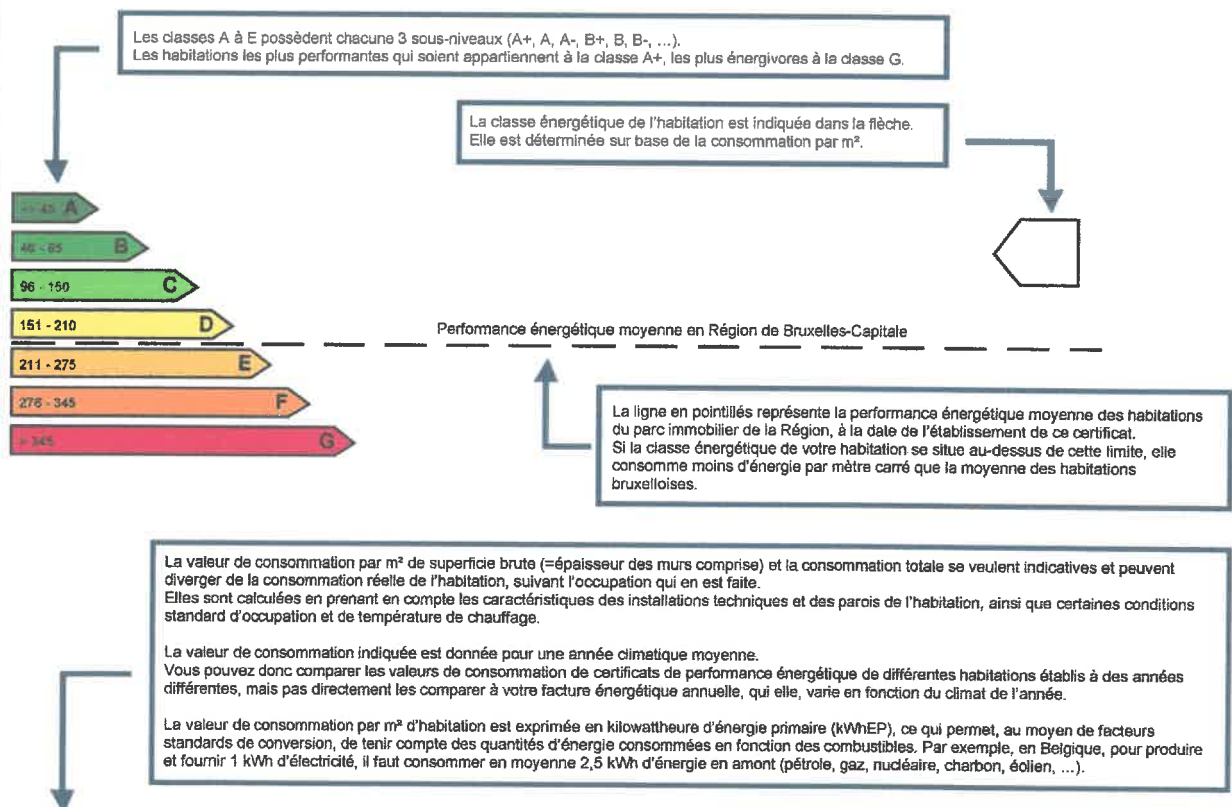 Les classes A à E possèdent chacune 3 sous-niveaux (A+, A, A-, B+, B, B-, ...).
Les habitations les plus performantes qui soient appartiennent à la classe A+, les plus énergivores à la classe G.
La classe énergétique de l'habitation est indiquée dans la flèche.
Elle est déterminée sur base de la consommation par m².
A
B
96 - 150 C
151 - 210 D
Performance énergétique moyenne en Région de Bruxelles-Capitale
211 - 275 E
276 - 345 F
> 345 G
La ligne en pointillés représente la performance énergétique moyenne des habitations
du parc immobilier de la Région, à la date de l'établissement de ce certificat.
Si la classe énergétique de votre habitation se situe au-dessus de cette limite, elle
consomme moins d'énergie par mètre carré que la moyenne des habitations
bruxelloises.
La valeur de consommation par m² de superficie brute (=épaisseur des murs comprise) et la consommation totale se veulent indicatives et peuvent
diverger de la consommation réelle de l'habitation, suivant l'occupation qui en est faite.
Elles sont calculées en prenant en compte les caractéristiques des installations techniques et des parois de l'habitation, ainsi que certaines conditions
standard d'occupation et de température de chauffage.
La valeur de consommation indiquée est donnée pour une année climatique moyenne.
Vous pouvez donc comparer les valeurs de consommation de certificats de performance énergétique de différentes habitations établis à des années
différentes, mais pas directement les comparer à votre facture énergétique annuelle, qui elle, varie en fonction du climat de l'année.
La valeur de consommation par m² d'habitation est exprimée en kilowattheure d'énergie primaire (kWhEP), ce qui permet, au moyen de facteurs
standards de conversion, de tenir compte des quantités d'énergie consommées en fonction des combustibles. Par exemple, en Belgique, pour produire
et fournir 1 kWh d'électricité, il faut consommer en moyenne 2,5 kWh d'énergie en amont (pétrole, gaz, nucléaire, charbon, éolien, ...).